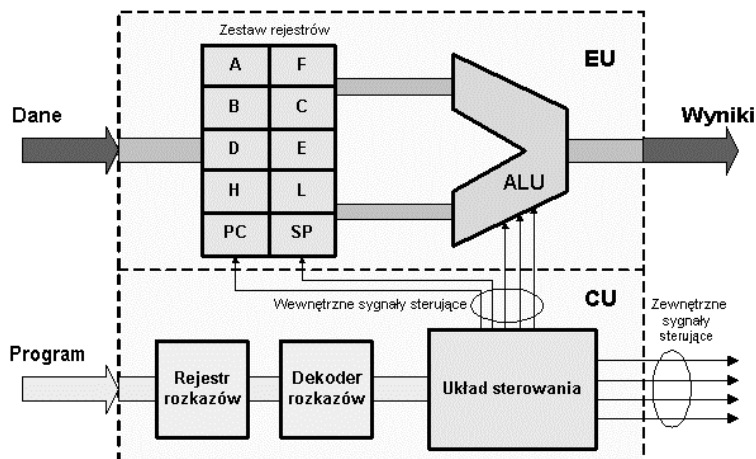 Zestaw rejestrów
EU
A F
B C
D E
H L
PC SP
Dane
ALU
Wyniki
Wewnętrzne sygnały sterujące
CU
Zewnętrzne
sygnały
sterujące
Program
Rejestr
rozkazów
Dekoder
rozkazów
Układ sterowania